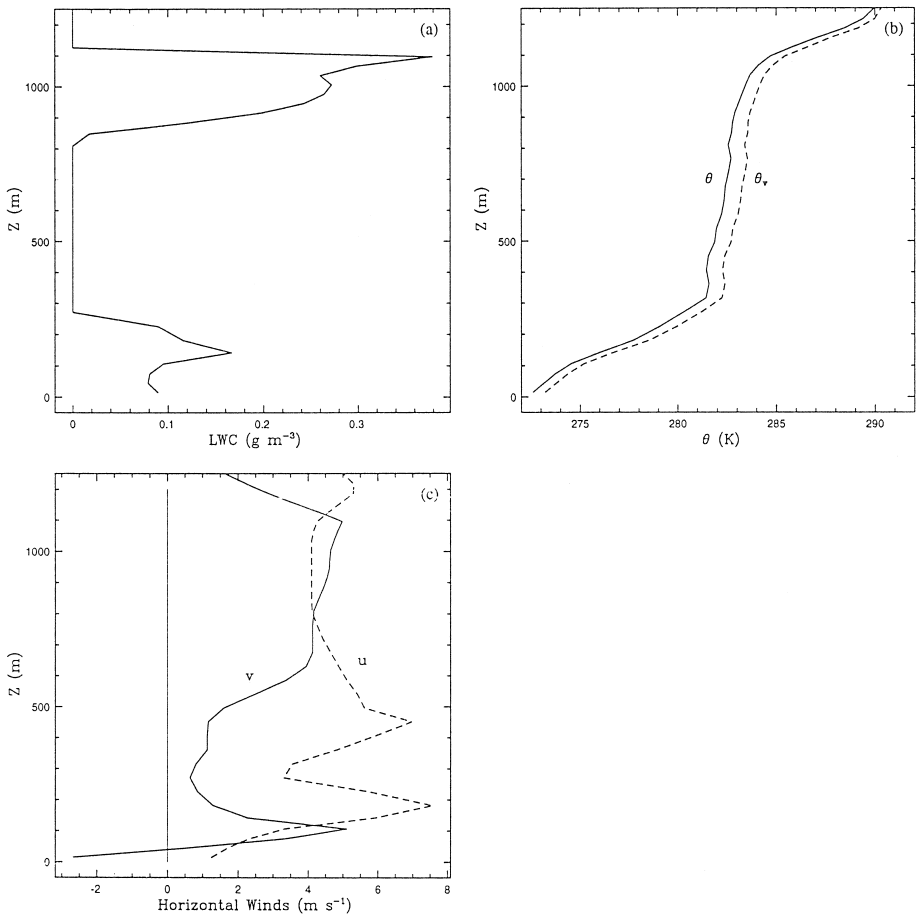 (a)
1000
500
0
Z (m)
0 0.1 0.2 0.3
LWC (g m⁻³)
(b)
1000
500
0
Z (m)
θ θᵥ
275 280 285 290
θ (K)
(c)
1000
500
0
Z (m)
v u
-2 0 2 4 6 8
Horizontal Winds (m s⁻¹)